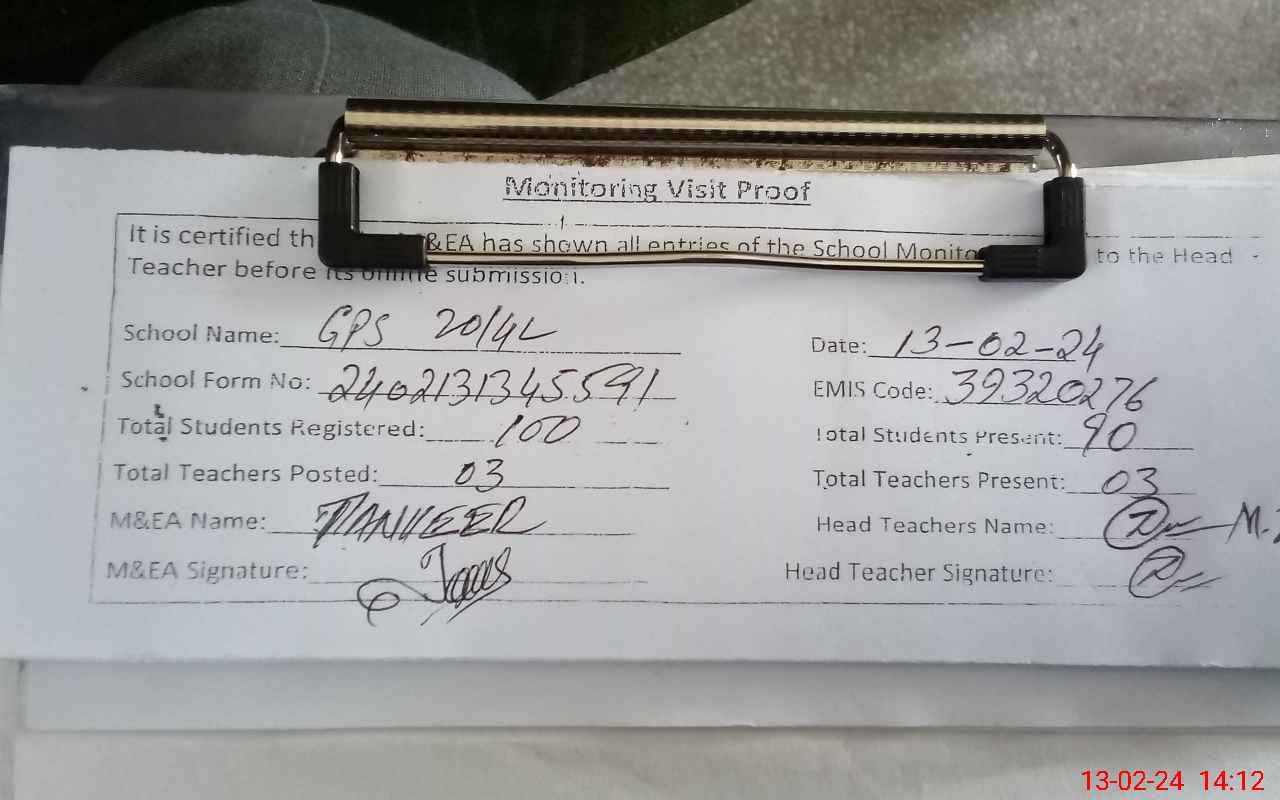 Monitoring Visit Proof
It is certified th &EA has shown all entries of the School Monito to the Head
Teacher before its online submission.
School Name: GPS 20/4L Date: 13-02-24
School Form No: 2402131345591 EMIS Code: 39320276
Total Students Registered: 100 Total Students Present: 90
Total Teachers Posted: 03 Total Teachers Present: 03
M&EA Name: TANVEER Head Teachers Name: M.
M&EA Signature: Head Teacher Signature:
13-02-24 14:12